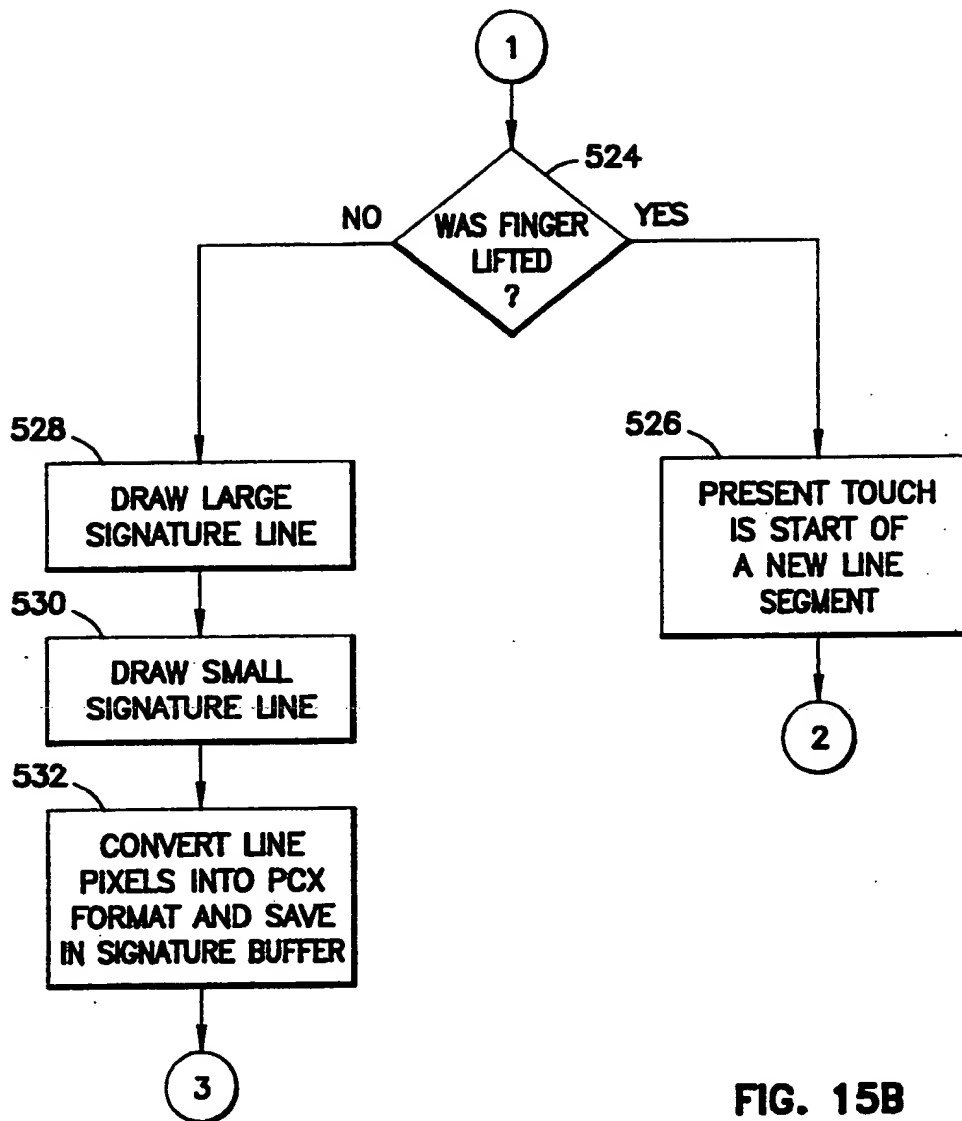 1
524
NO
YES
WAS FINGER
LIFTED
?
528
DRAW LARGE
SIGNATURE LINE
526
PRESENT TOUCH
IS START OF
A NEW LINE
SEGMENT
530
DRAW SMALL
SIGNATURE LINE
2
532
CONVERT LINE
PIXELS INTO PCX
FORMAT AND SAVE
IN SIGNATURE BUFFER
3
FIG. 15B